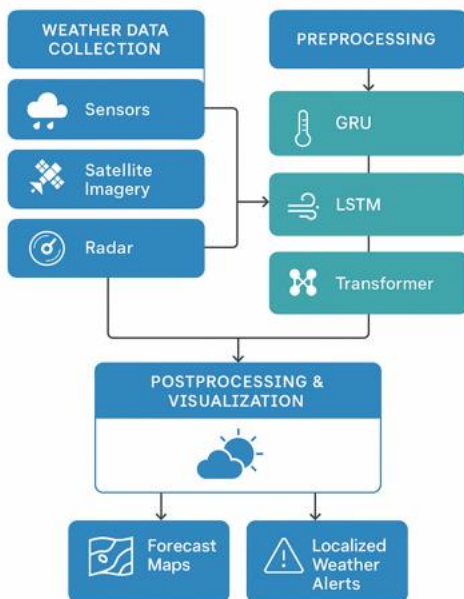 WEATHER DATA
COLLECTION
Sensors
Satellite
Imagery
Radar
PREPROCESSING
GRU
LSTM
Transformer
POSTPROCESSING &
VISUALIZATION
Forecast
Maps
Localized
Weather
Alerts